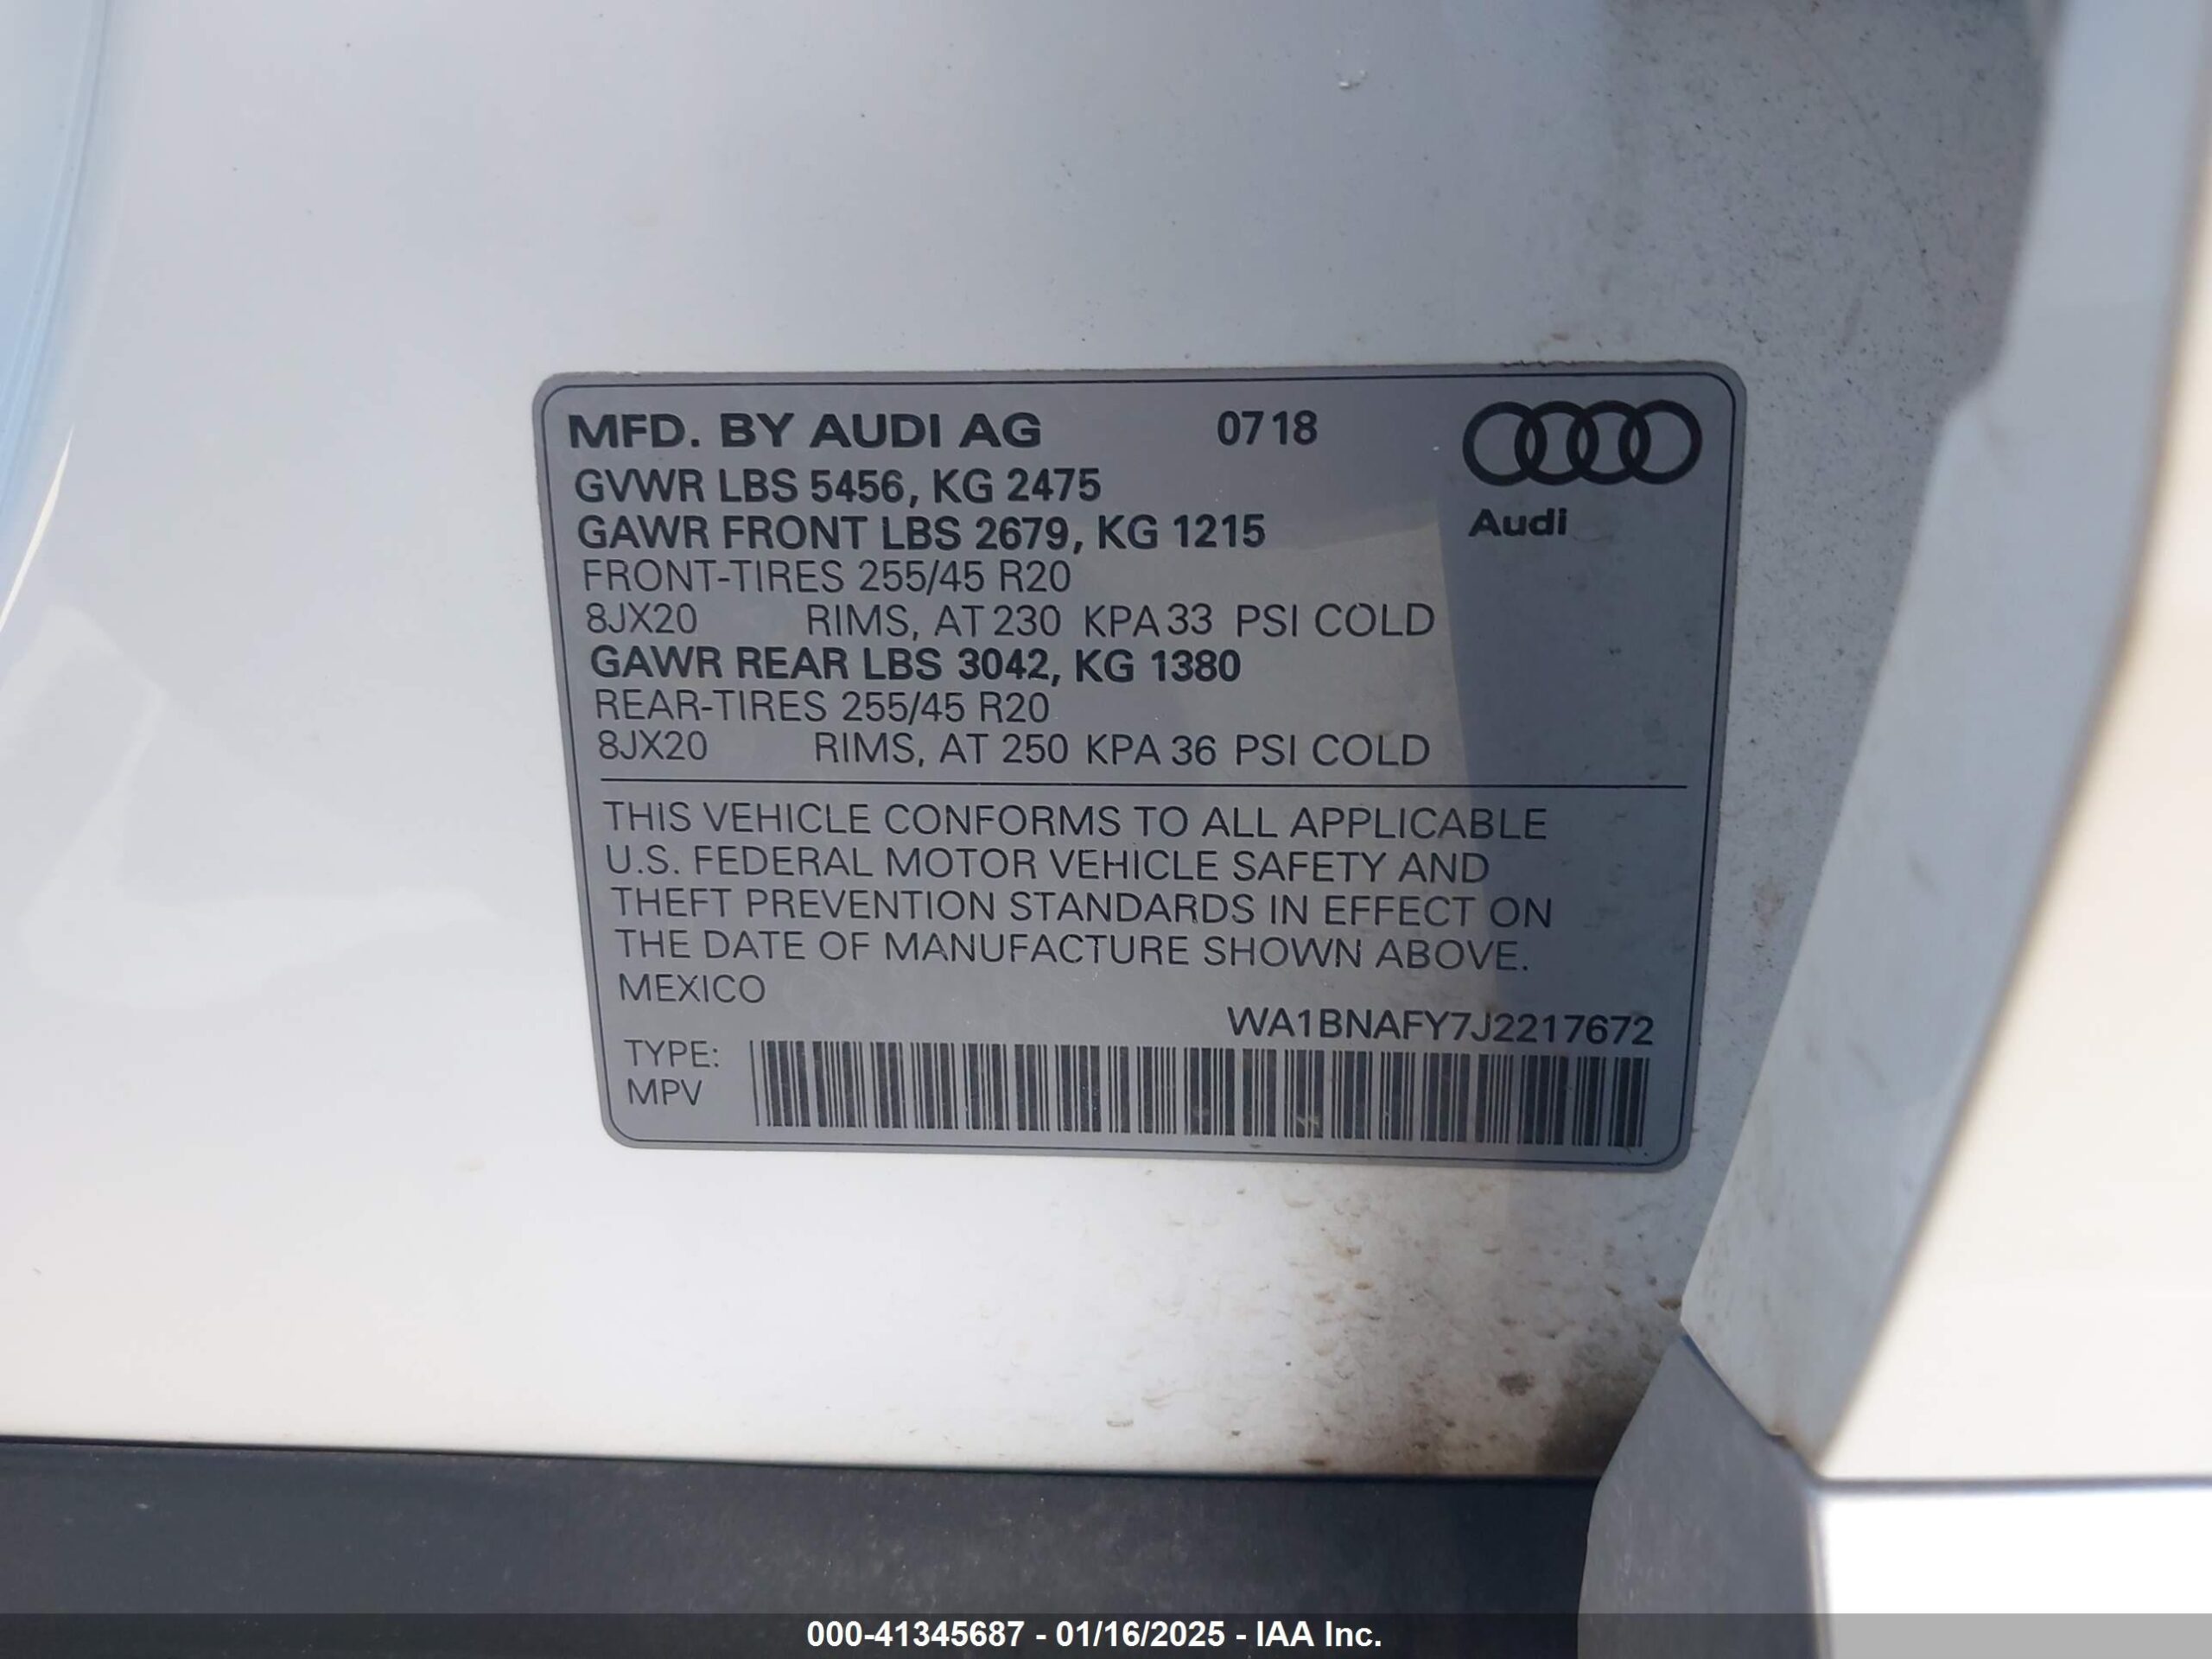 MFD. BY AUDI AG 0718
GVWR LBS 5456, KG 2475
GAWR FRONT LBS 2679, KG 1215
Audi
FRONT-TIRES 255/45 R20
8JX20 RIMS, AT 230 KPA 33 PSI COLD
GAWR REAR LBS 3042, KG 1380
REAR-TIRES 255/45 R20
8JX20 RIMS, AT 250 KPA 36 PSI COLD
THIS VEHICLE CONFORMS TO ALL APPLICABLE
U.S. FEDERAL MOTOR VEHICLE SAFETY AND
THEFT PREVENTION STANDARDS IN EFFECT ON
THE DATE OF MANUFACTURE SHOWN ABOVE.
MEXICO
WA1BNAFY7J2217672
TYPE:
MPV
000-41345687 - 01/16/2025 - IAA Inc.